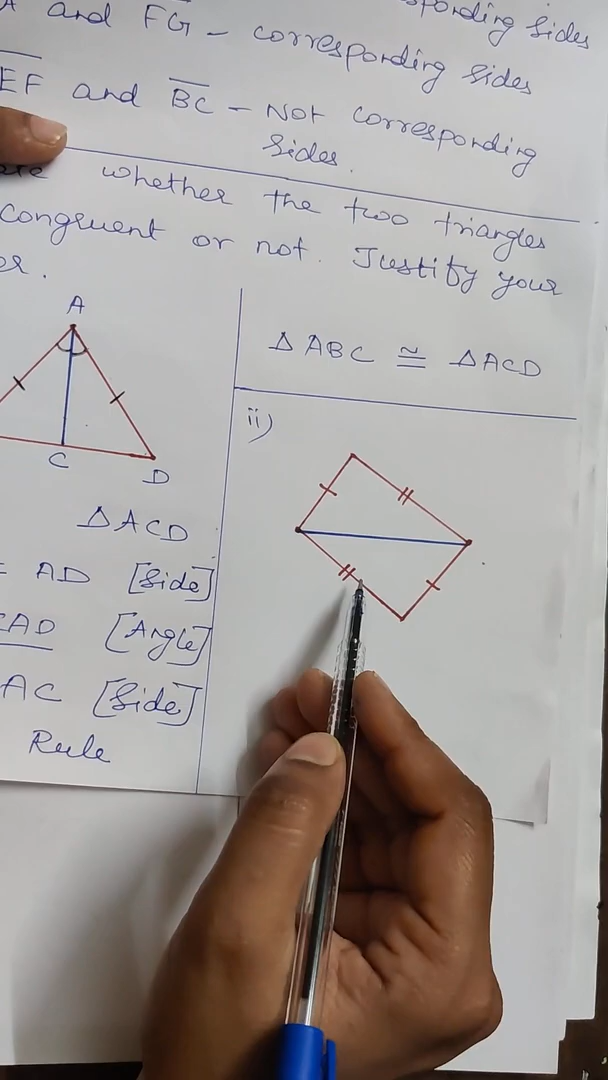 sponding Sides
A and FG - corresponding Sides
EF and BC - Not corresponding
Sides.
whether the two triangles
congruent or not. Justify your
er.
A
C
D
ΔACD
= AD [Side]
CAD [Angle]
AC [Side]
Rule
ΔABC ≅ ΔACD
ii)